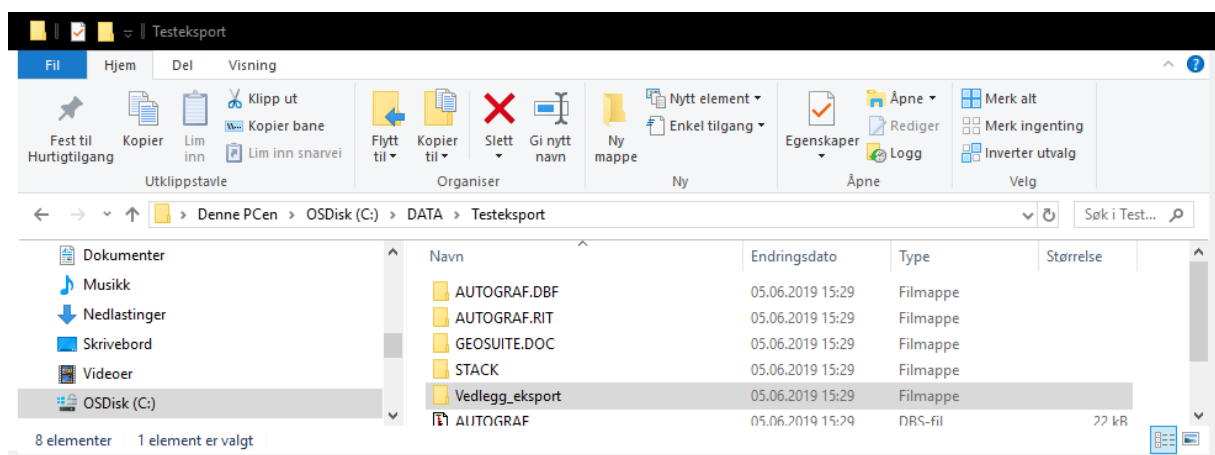 Testeksport
Fil Hjem Del Visning
Fest til Hurtigtilgang
Kopier
Lim inn
Klipp ut
Kopier bane
Lim inn snarvei
Utklippstavle
Flytt til
Kopier til
Slett
Gi nytt navn
Organiser
Ny mappe
Nytt element
Enkel tilgang
Ny
Egenskaper
Åpne
Rediger
Logg
Åpne
Merk alt
Merk ingenting
Inverter utvalg
Velg
Denne PCen > OSDisk (C:) > DATA > Testeksport
Søk i Test...
Dokumenter
Musikk
Nedlastinger
Skrivebord
Videoer
OSDisk (C:)
Navn Endringsdato Type Størrelse
AUTOGRAF.DBF 05.06.2019 15:29 Filmappe
AUTOGRAF.RIT 05.06.2019 15:29 Filmappe
GEOSUITE.DOC 05.06.2019 15:29 Filmappe
STACK 05.06.2019 15:29 Filmappe
Vedlegg_eksport 05.06.2019 15:29 Filmappe
AUTOGRAF 05.06.2019 15:29 DBS-fil 22 kB
8 elementer 1 element er valgt